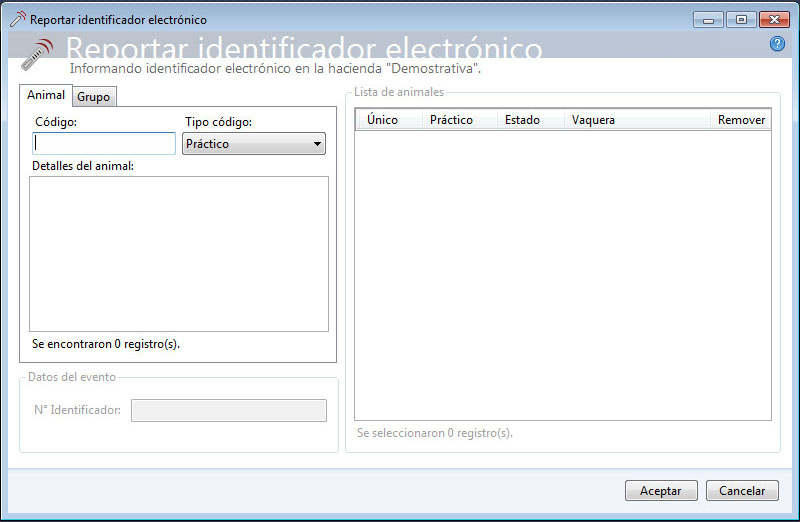 Reportar identificador electrónico
Reportar identificador electrónico
Informando identificador electrónico en la hacienda "Demostrativa".
?
Animal
Grupo
Código:
Tipo código:
Práctico
Detalles del animal:
Se encontraron 0 registro(s).
Datos del evento
N° Identificador:
Lista de animales
Único Práctico Estado Vaquera Remover
Se seleccionaron 0 registro(s).
Aceptar
Cancelar